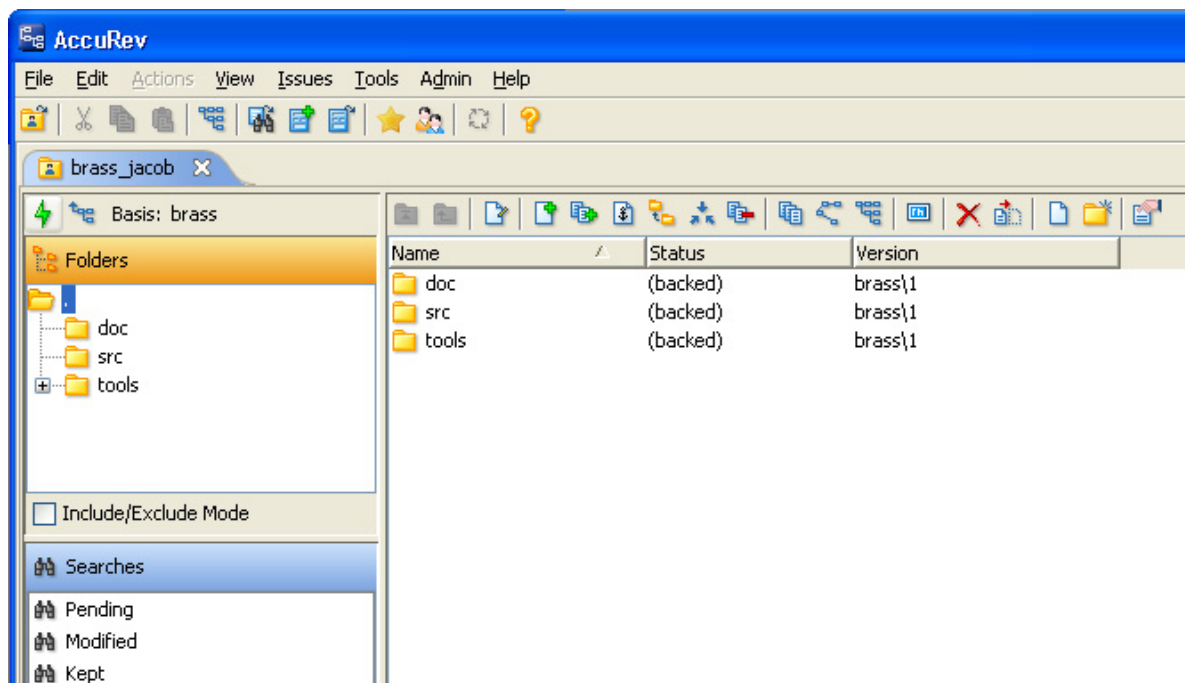 AccuRev
File Edit Actions View Issues Tools Admin Help
brass_jacob
Basis: brass
Folders
.
doc
src
tools
Include/Exclude Mode
Searches
Pending
Modified
Kept
Name Status Version
doc (backed) brass\1
src (backed) brass\1
tools (backed) brass\1